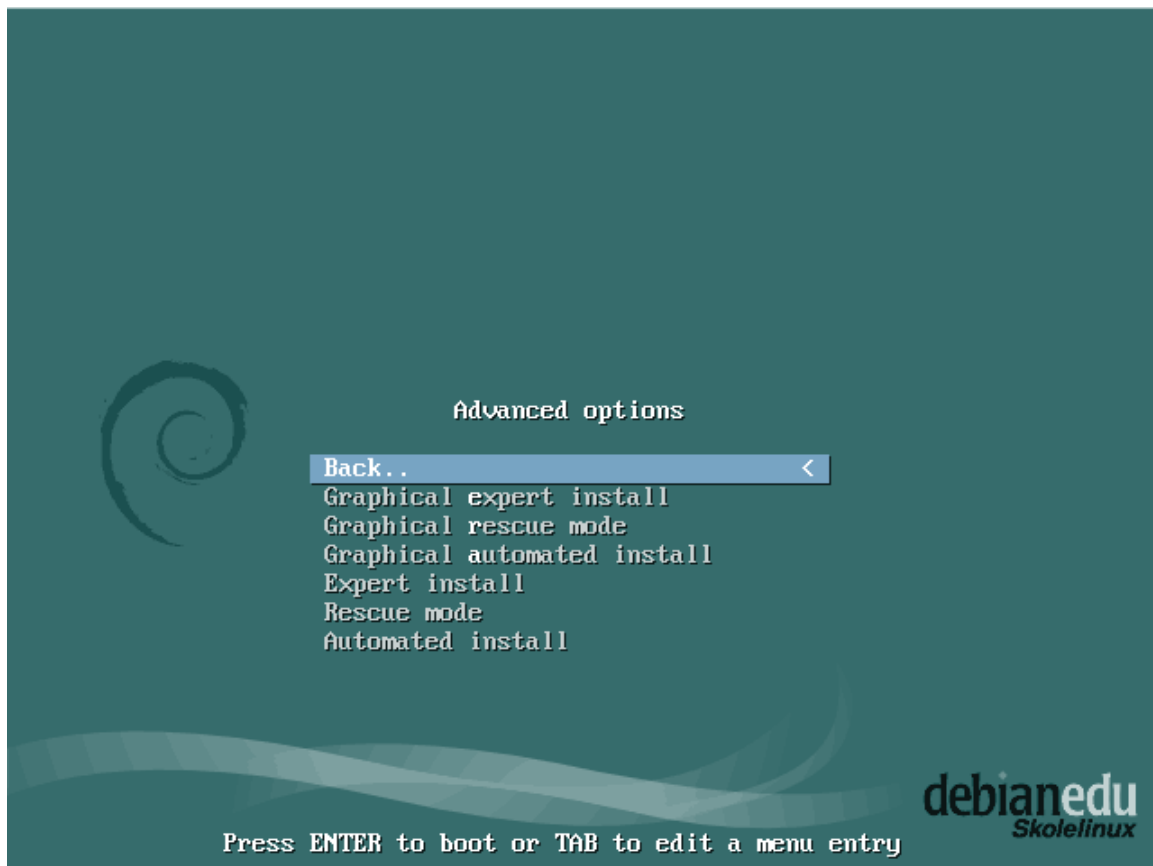 Advanced options
Back.. <
Graphical expert install
Graphical rescue mode
Graphical automated install
Expert install
Rescue mode
Automated install
debianedu
Skolelinux
Press ENTER to boot or TAB to edit a menu entry